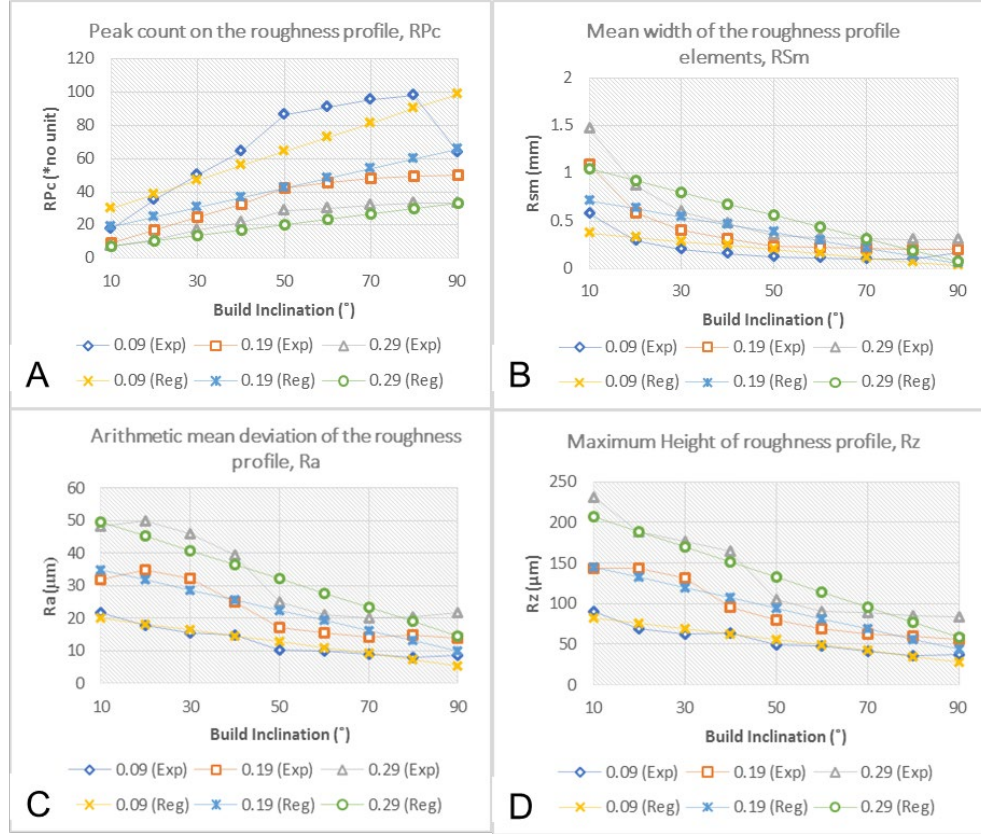 Peak count on the roughness profile, RPc
RPc (*no unit)
120
100
80
60
40
20
0
10 30 50 70 90
Build Inclination (°)
0.09 (Exp) 0.19 (Exp) 0.29 (Exp)
0.09 (Reg) 0.19 (Reg) 0.29 (Reg)
A
Mean width of the roughness profile
elements, RSm
Rsm (mm)
2
1.5
1
0.5
0
10 30 50 70 90
Build Inclination (°)
0.09 (Exp) 0.19 (Exp) 0.29 (Exp)
0.09 (Reg) 0.19 (Reg) 0.29 (Reg)
B
Arithmetic mean deviation of the roughness
profile, Ra
Ra (µm)
60
50
40
30
20
10
0
10 30 50 70 90
Build Inclination (°)
0.09 (Exp) 0.19 (Exp) 0.29 (Exp)
0.09 (Reg) 0.19 (Reg) 0.29 (Reg)
C
Maximum Height of roughness profile, Rz
Rz (µm)
250
200
150
100
50
0
10 30 50 70 90
Build Inclination (°)
0.09 (Exp) 0.19 (Exp) 0.29 (Exp)
0.09 (Reg) 0.19 (Reg) 0.29 (Reg)
D